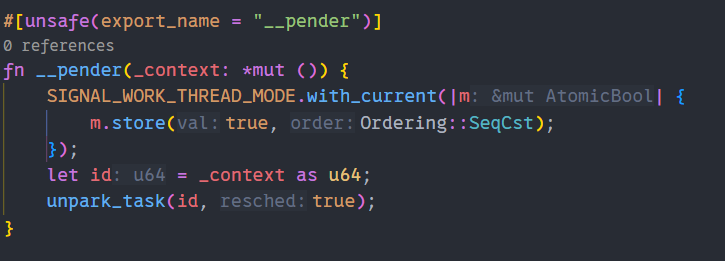 #[unsafe(export_name = "__pender")]
0 references
fn __pender(_context: *mut ()) {
    SIGNAL_WORK_THREAD_MODE.with_current(|m: &mut AtomicBool| {
        m.store(val: true, order: Ordering::SeqCst);
    });
    let id: u64 = _context as u64;
    unpark_task(id, resched: true);
}